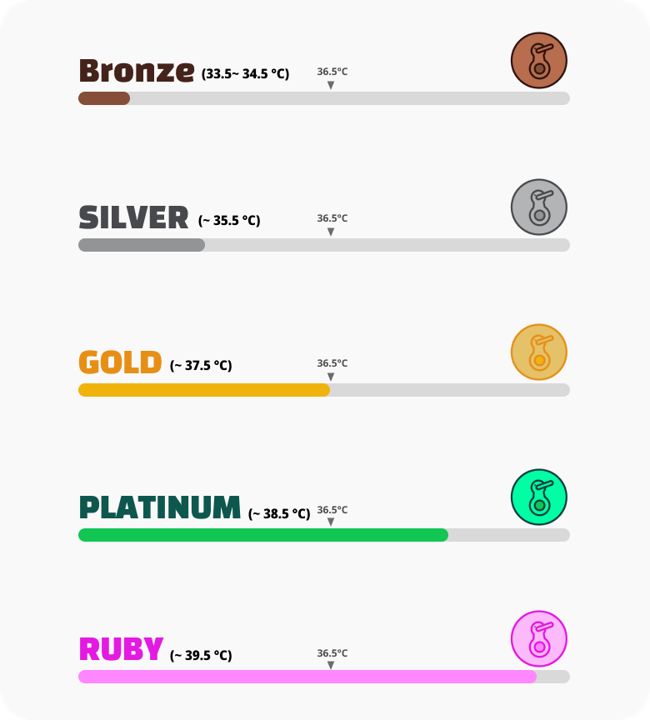 Bronze (33.5~ 34.5 °C) 36.5°C
SILVER (~ 35.5 °C) 36.5°C
GOLD (~ 37.5 °C) 36.5°C
PLATINUM (~ 38.5 °C) 36.5°C
RUBY (~ 39.5 °C) 36.5°C